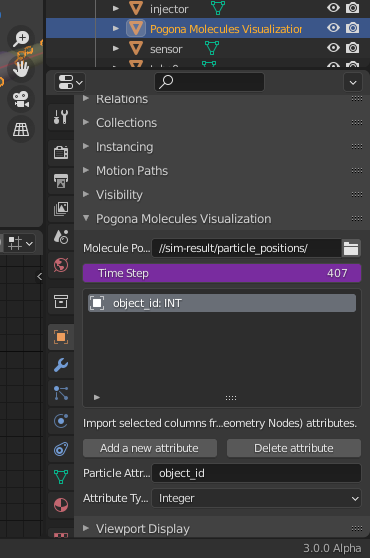 injector
Pogona Molecules Visualization
sensor
Relations
Collections
Instancing
Motion Paths
Visibility
Pogona Molecules Visualization
Molecule Po... //sim-result/particle_positions/
Time Step 407
object_id: INT
Import selected columns fr...eometry Nodes) attributes.
Add a new attribute Delete attribute
Particle Attr... object_id
Attribute Ty... Integer
Viewport Display
3.0.0 Alpha